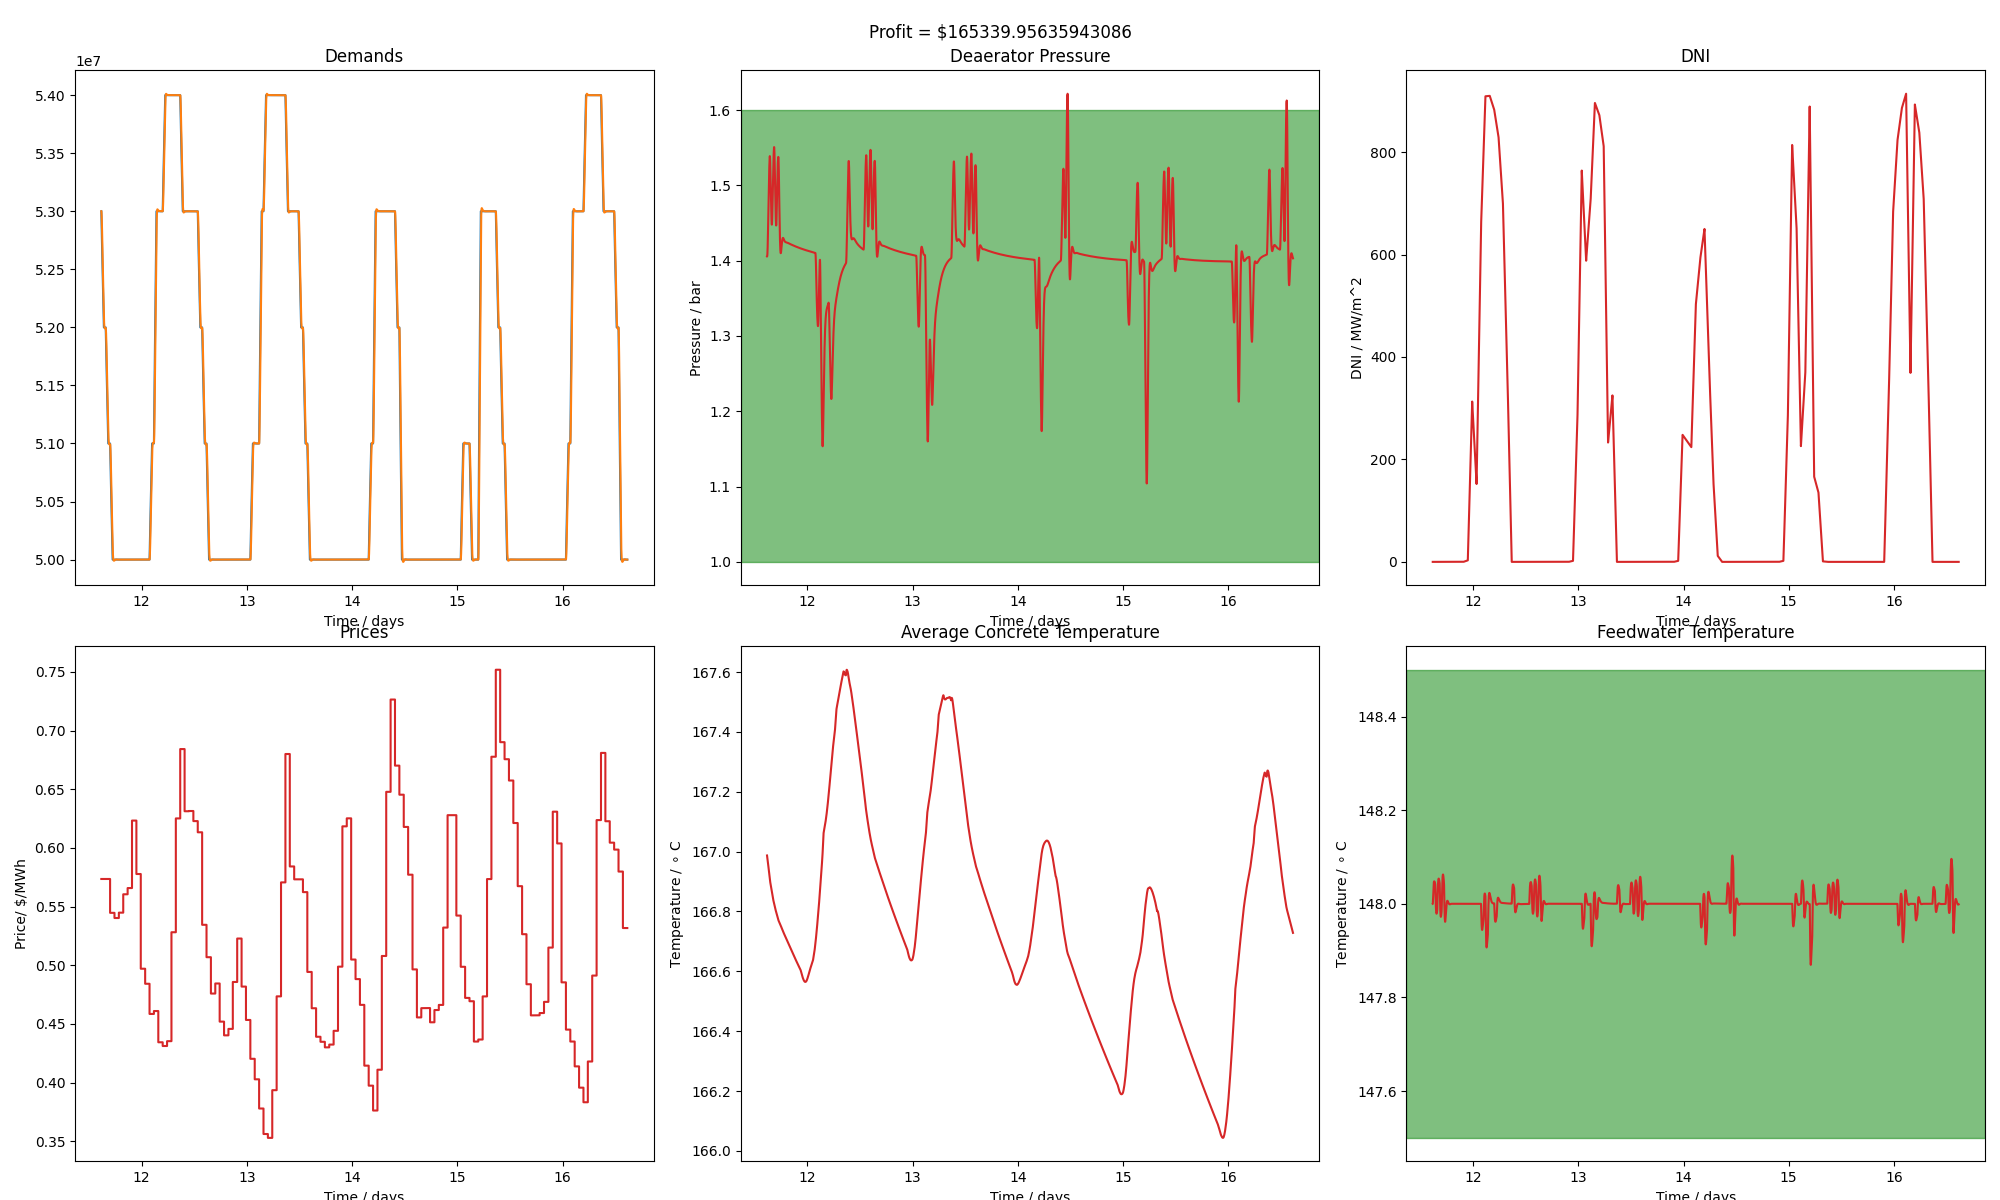 Profit = $165339.95635943086
Demands
1e7
5.40
5.35
5.30
5.25
5.20
5.15
5.10
5.05
5.00
12 13 14 15 16
Time / days
Deaerator Pressure
Pressure / bar
1.6
1.5
1.4
1.3
1.2
1.1
1.0
12 13 14 15 16
Time / days
DNI
DNI / MW/m^2
800
600
400
200
0
12 13 14 15 16
Time / days
Prices
Price/ $/MWh
0.75
0.70
0.65
0.60
0.55
0.50
0.45
0.40
0.35
12 13 14 15 16
Time / days
Average Concrete Temperature
Temperature / ∘ C
167.6
167.4
167.2
167.0
166.8
166.6
166.4
166.2
166.0
12 13 14 15 16
Time / days
Feedwater Temperature
Temperature / ∘ C
148.4
148.2
148.0
147.8
147.6
12 13 14 15 16
Time / days